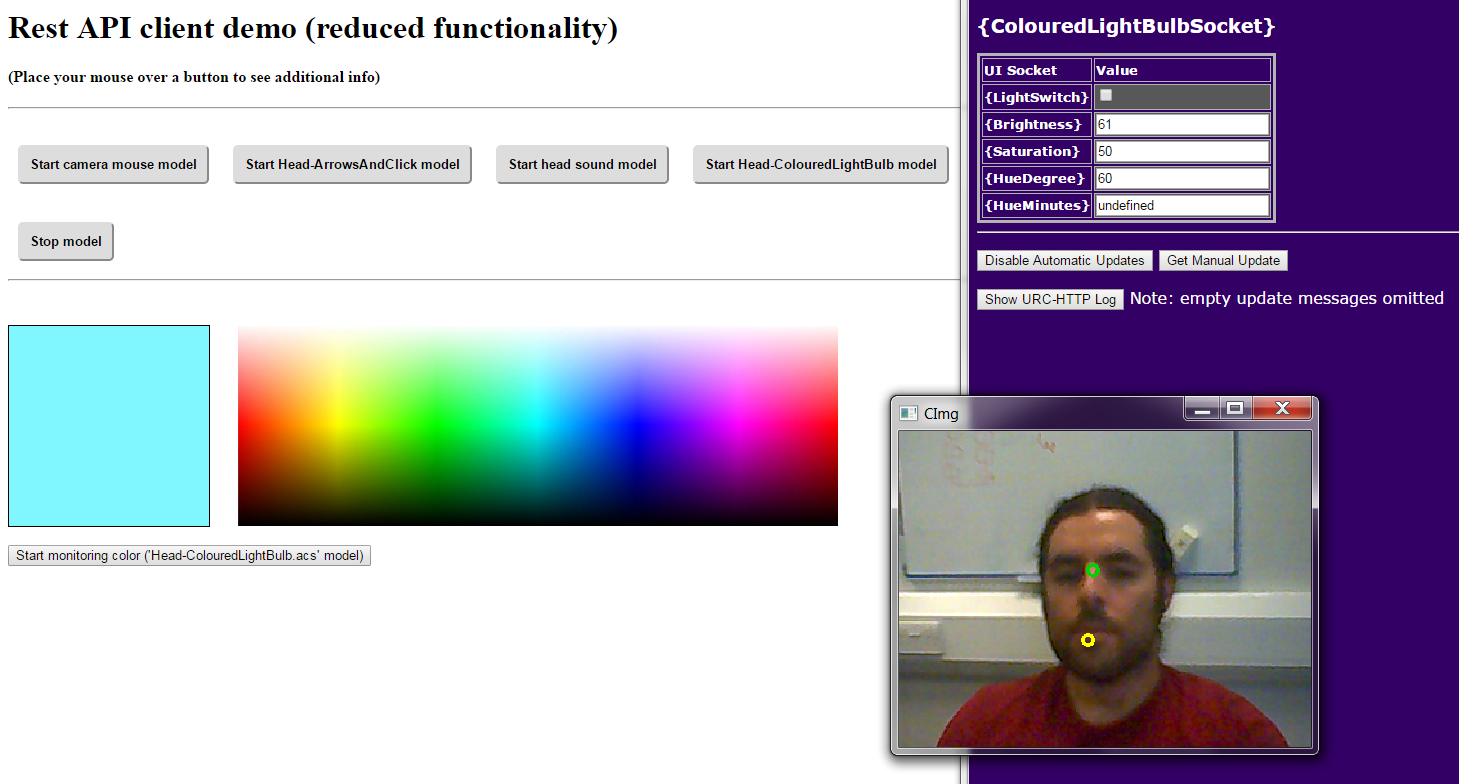 Rest API client demo (reduced functionality)
(Place your mouse over a button to see additional info)
Start camera mouse model
Start Head-ArrowsAndClick model
Start head sound model
Start Head-ColouredLightBulb model
Stop model
Start monitoring color ('Head-ColouredLightBulb.acs' model)
{ColouredLightBulbSocket}
UI Socket Value
{LightSwitch}
{Brightness} 61
{Saturation} 50
{HueDegree} 60
{HueMinutes} undefined
Disable Automatic Updates Get Manual Update
Show URC-HTTP Log Note: empty update messages omitted
CImg